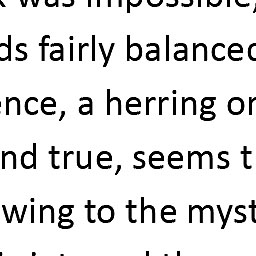 was impossible,
ds fairly balanced
ence, a herring or
nd true, seems t
wing to the myst